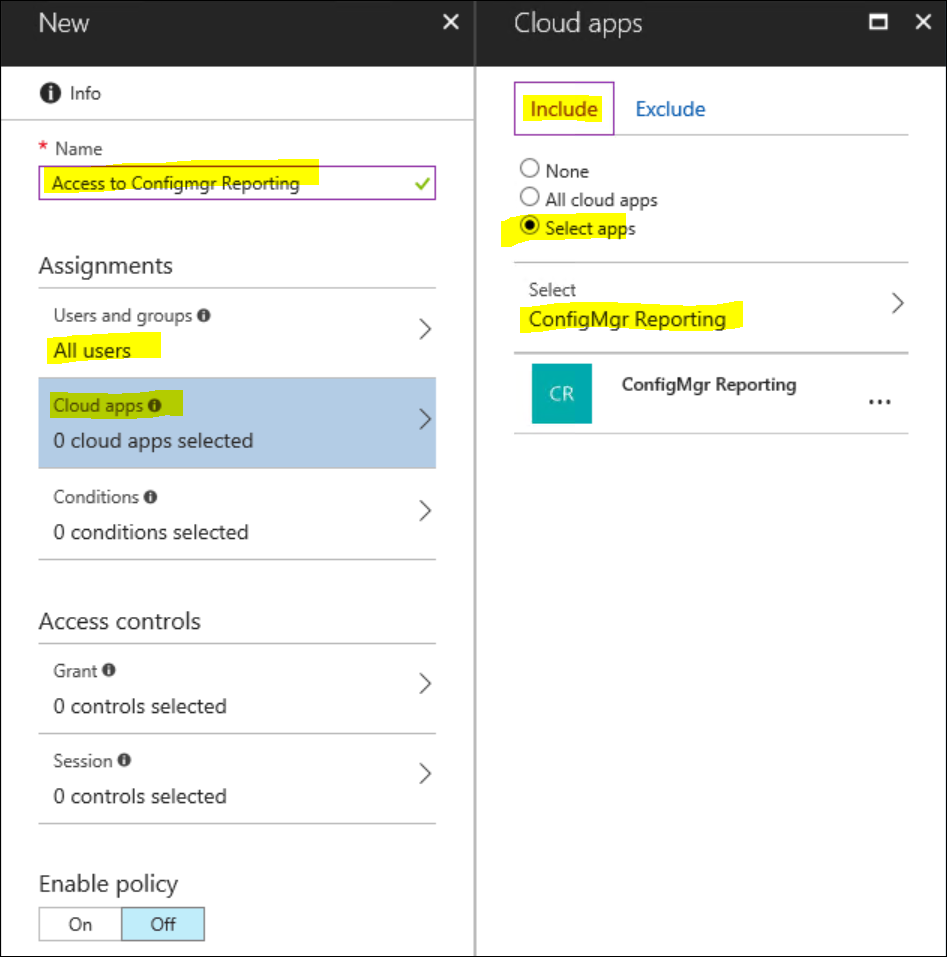 New
Info
* Name
Access to Configmgr Reporting
Assignments
Users and groups
All users
Cloud apps
0 cloud apps selected
Conditions
0 conditions selected
Access controls
Grant
0 controls selected
Session
0 controls selected
Enable policy
On Off
Cloud apps
Include Exclude
None
All cloud apps
Select apps
Select
ConfigMgr Reporting
CR ConfigMgr Reporting
...